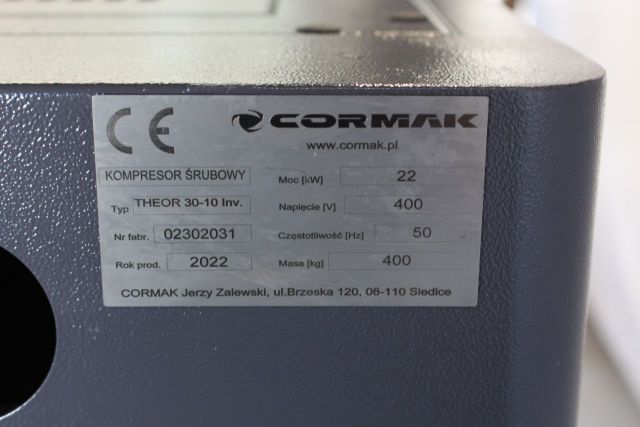 CE CORMAK
www.cormak.pl
KOMPRESOR ŚRUBOWY Moc [kW] 22
Typ THEOR 30-10 Inv. Napięcie [V] 400
Nr fabr. 02302031 Częstotliwość [Hz] 50
Rok prod. 2022 Masa [kg] 400
CORMAK Jerzy Zalewski, ul.Brzeska 120, 08-110 Siedlce